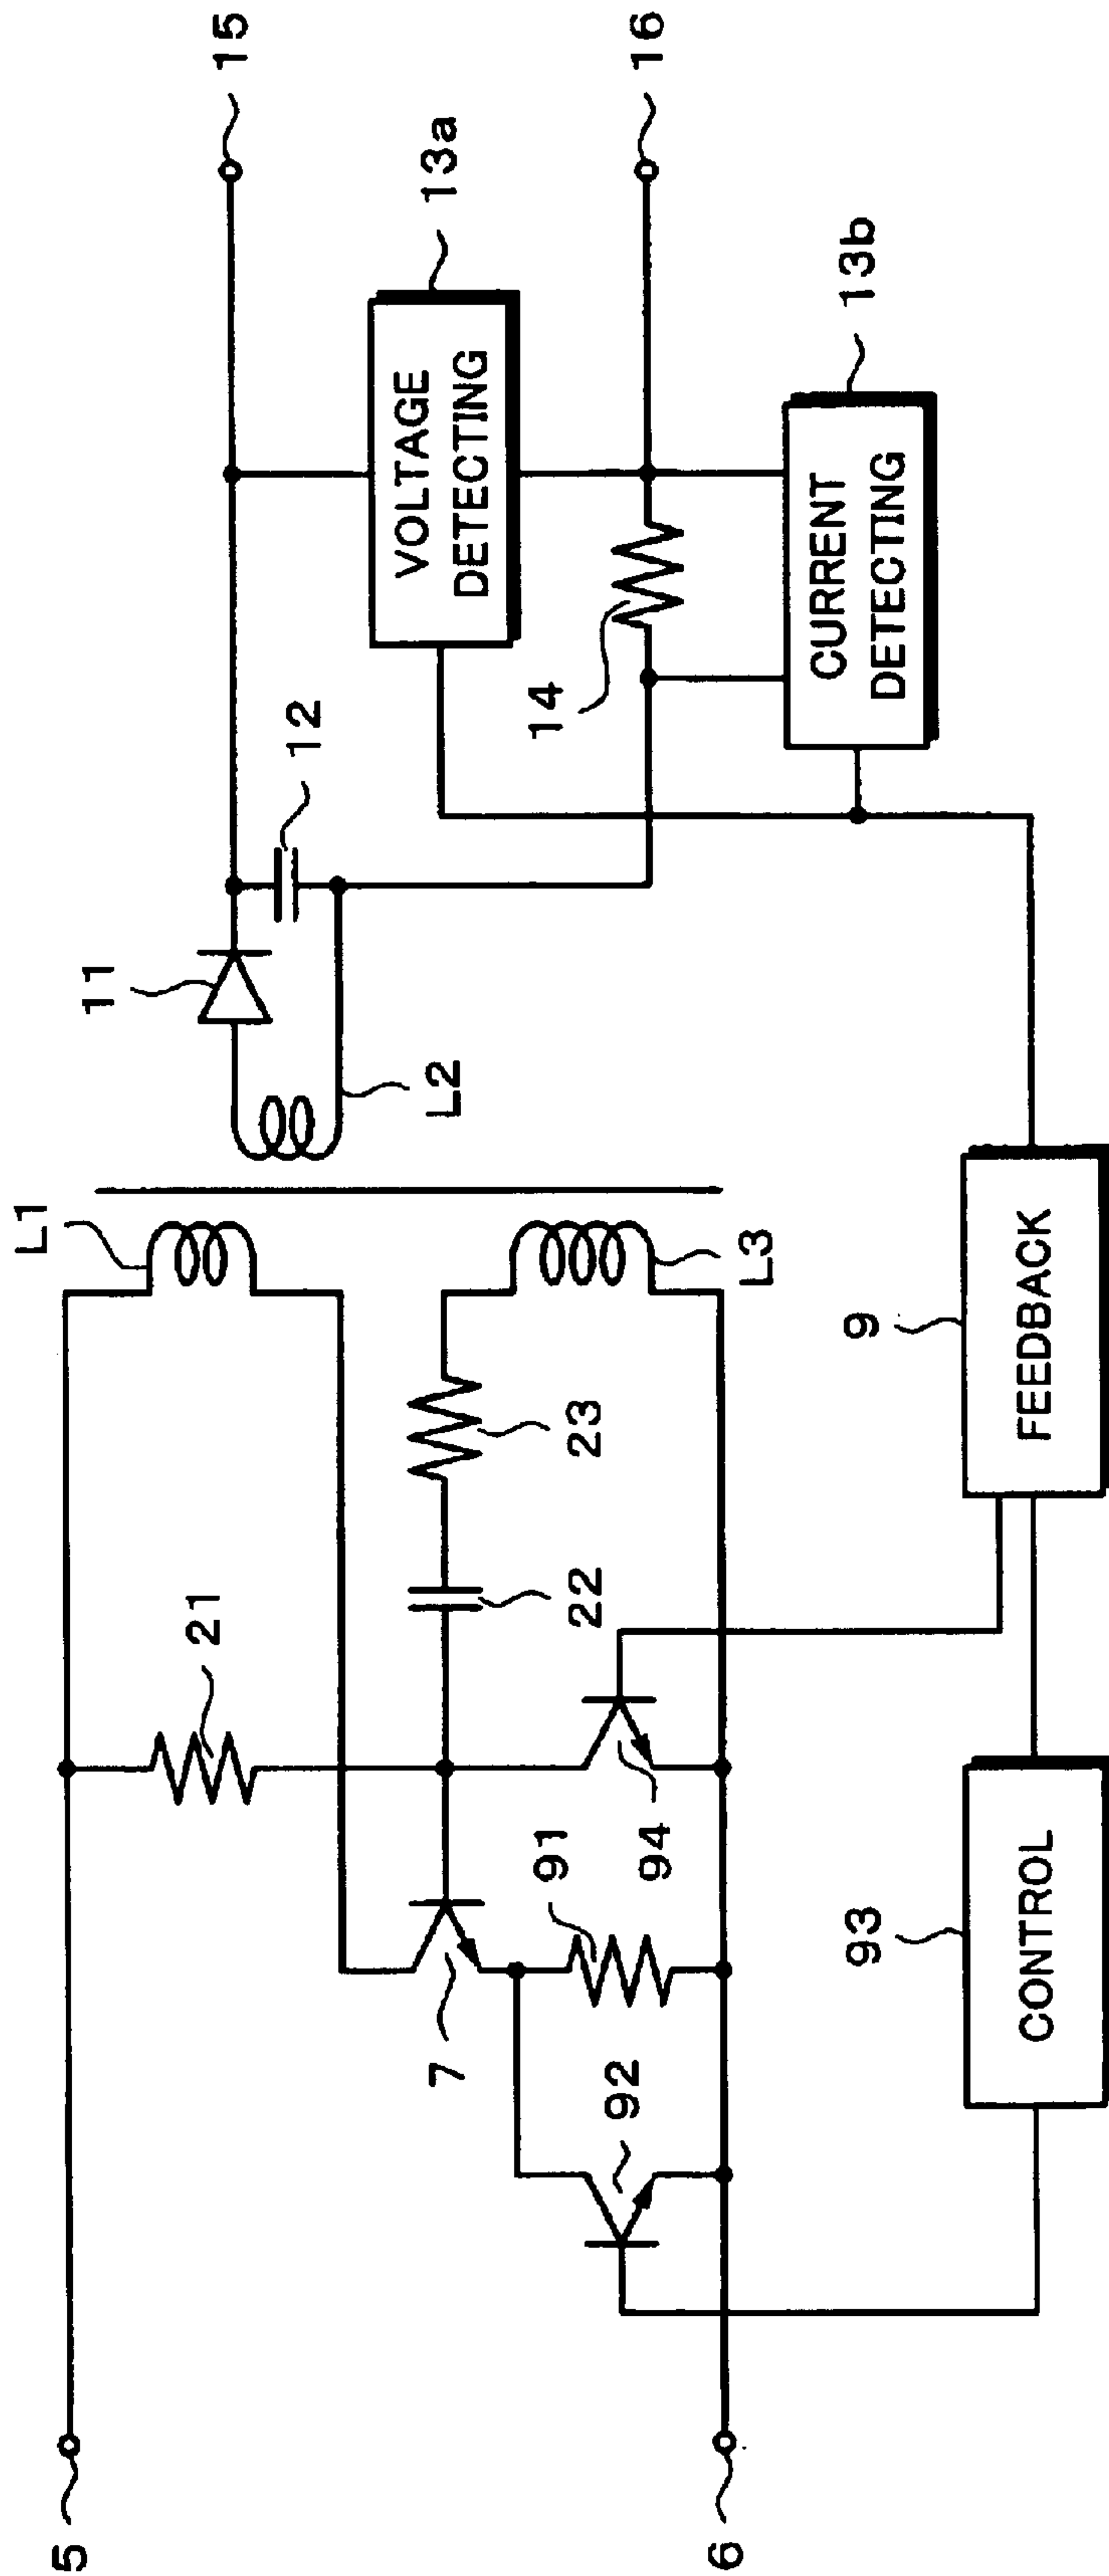 5
6
L1
L2
L3
11
12
15
16
VOLTAGE
DETECTING
13a
14
CURRENT
DETECTING
13b
21
22
23
7
91
92
94
93
CONTROL
9
FEEDBACK